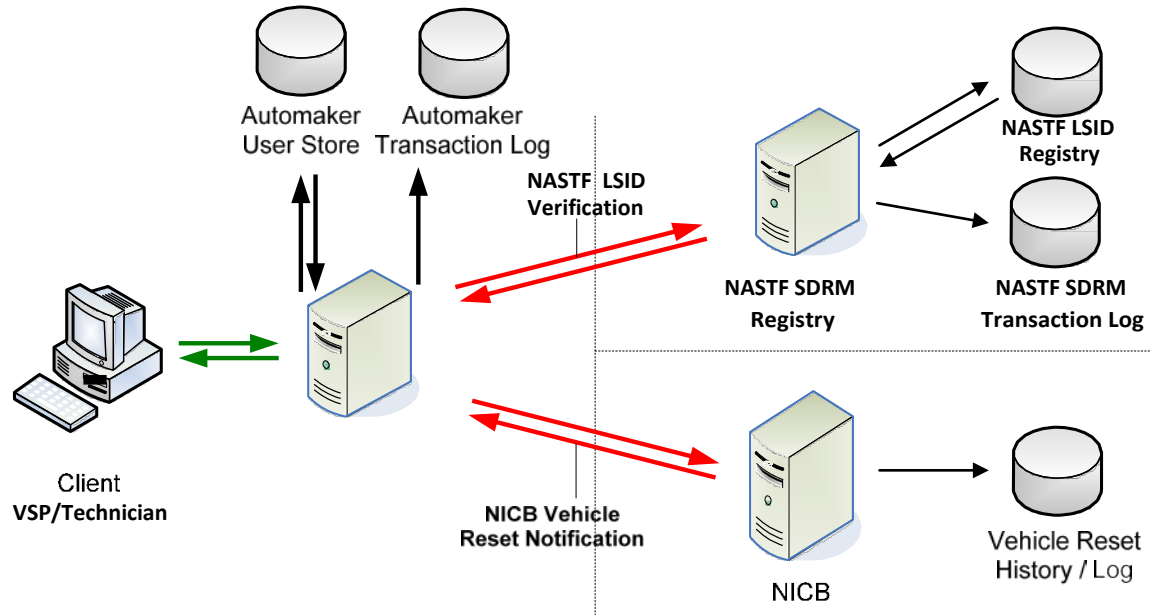 Automaker
User Store
Automaker
Transaction Log
NASTF LSID
Verification
NASTF LSID
Registry
NASTF SDRM
Registry
NASTF SDRM
Transaction Log
Client
VSP/Technician
NICB Vehicle
Reset Notification
NICB
Vehicle Reset
History / Log